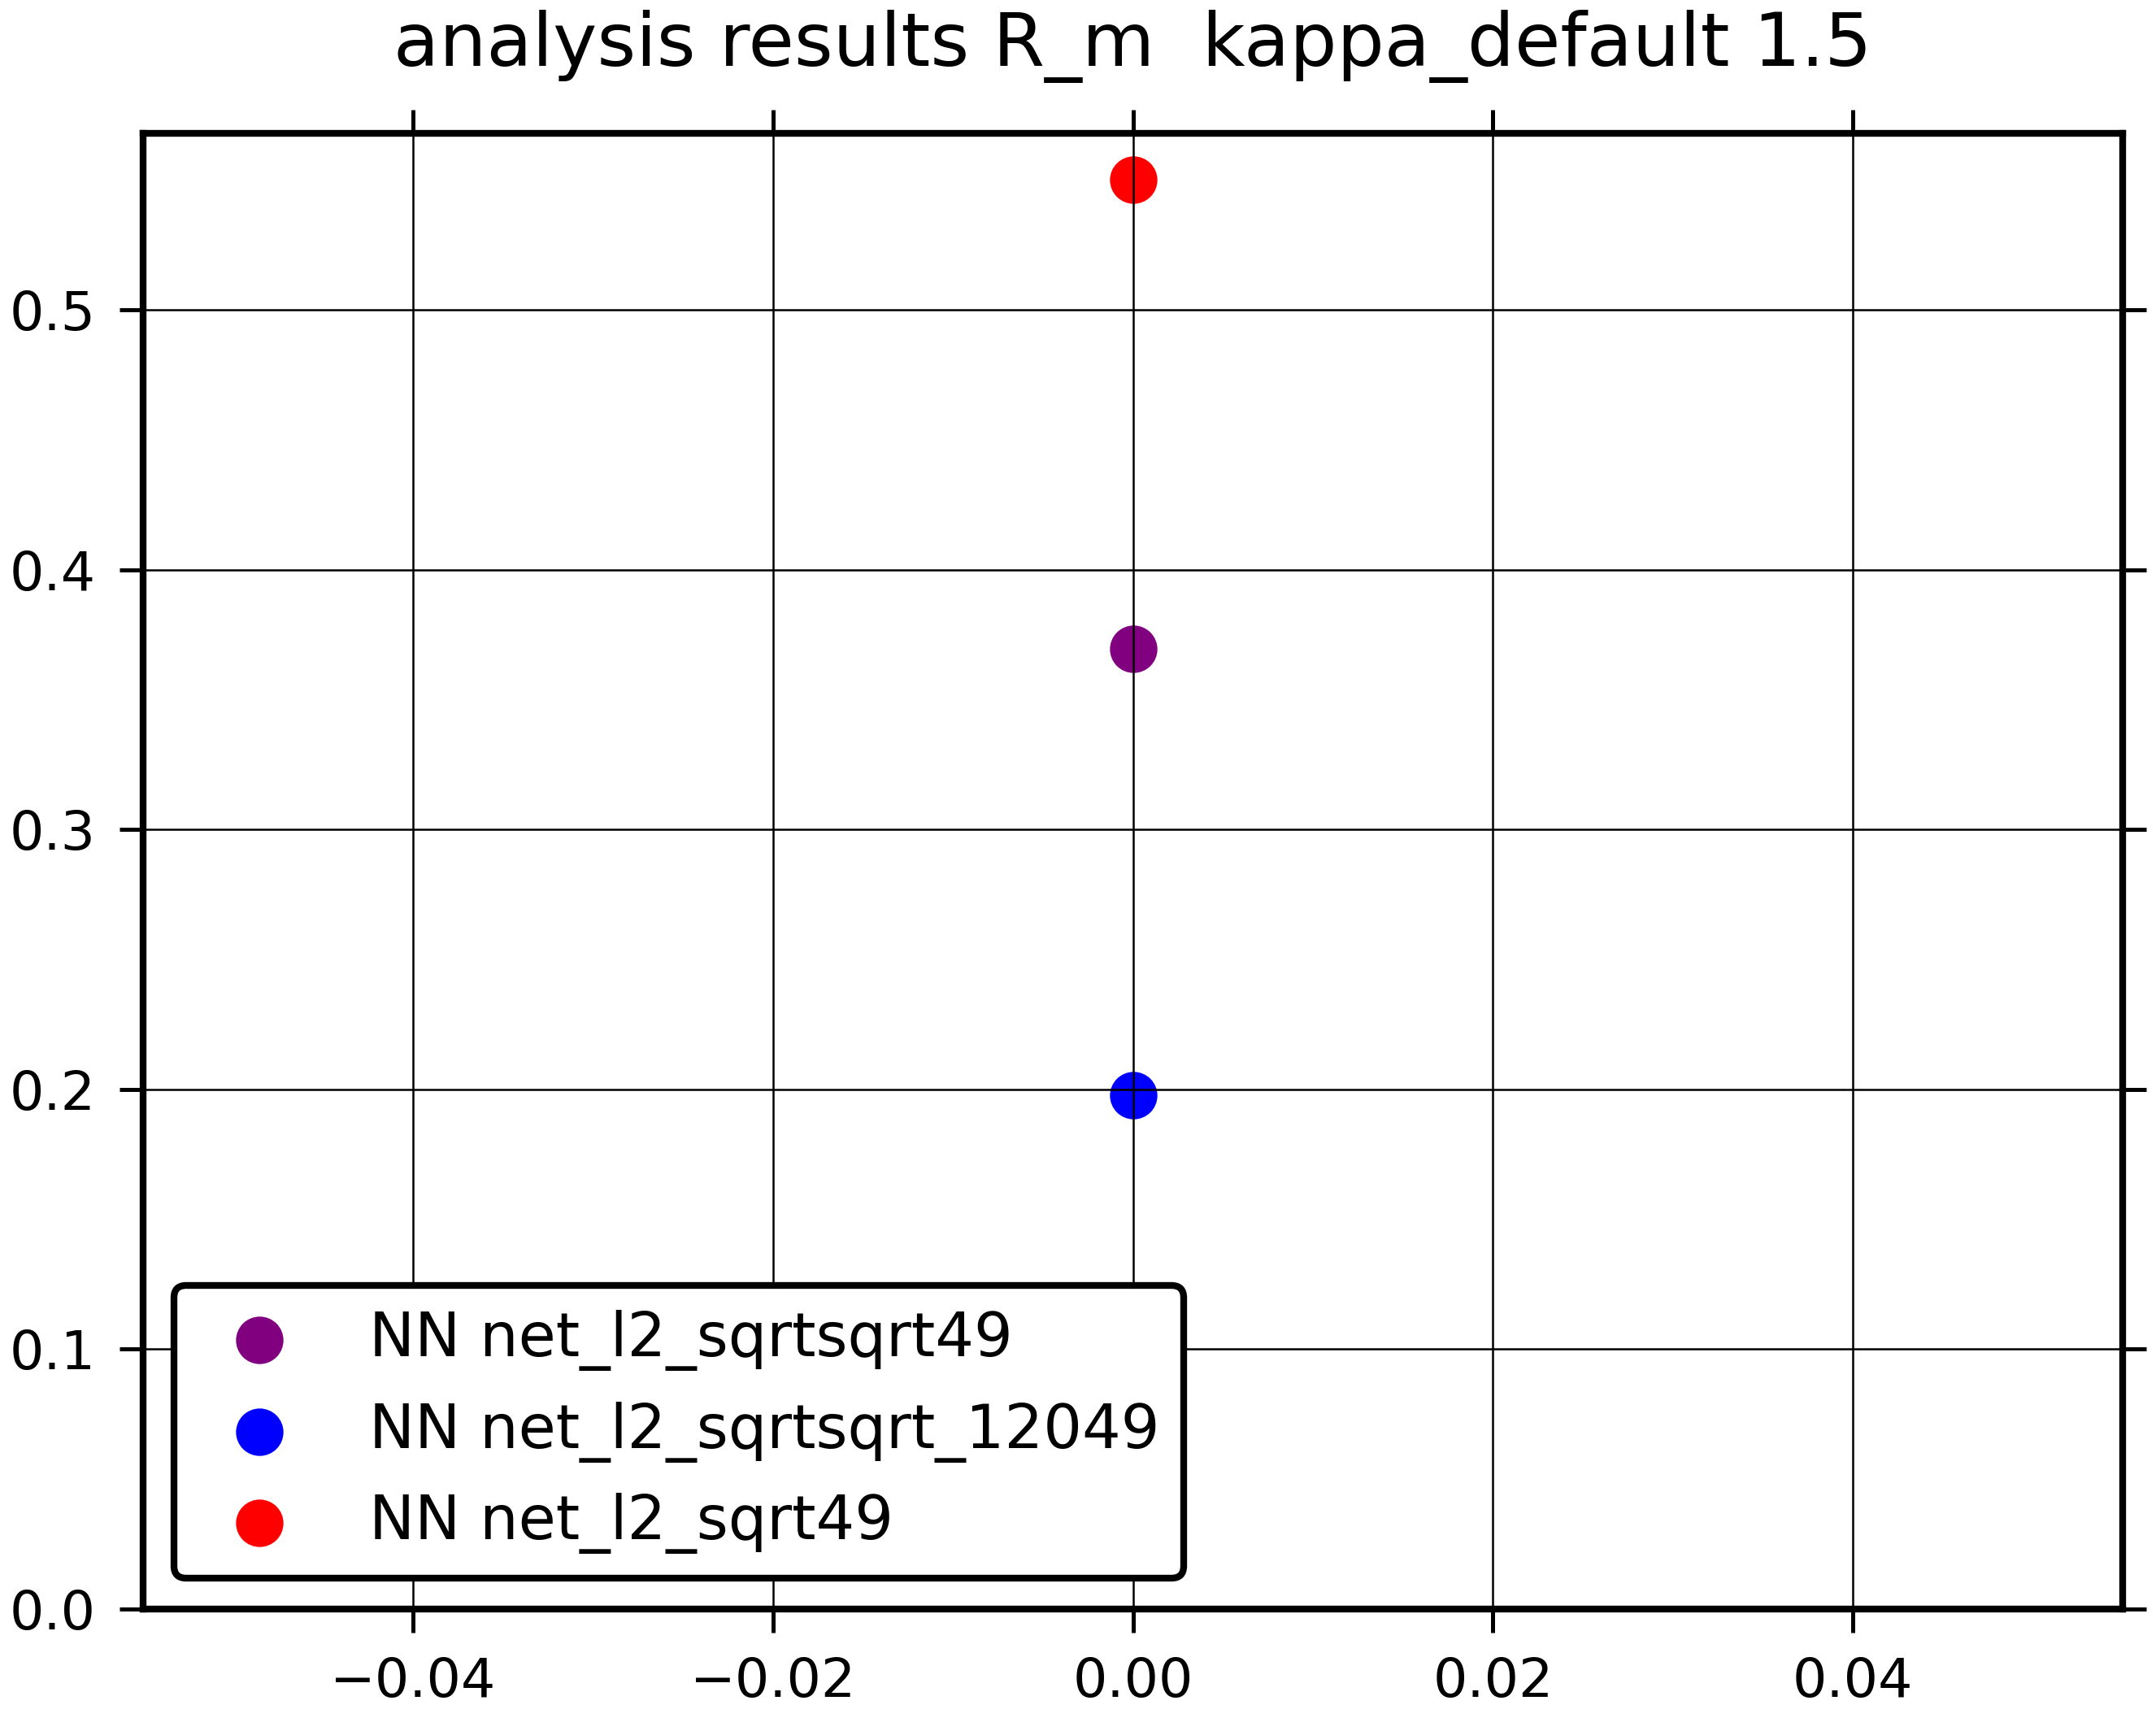 analysis results R_m  kappa_default 1.5
0.5
0.4
0.3
0.2
0.1
0.0
NN net_l2_sqrtsqrt49
NN net_l2_sqrtsqrt_12049
NN net_l2_sqrt49
−0.04 −0.02 0.00 0.02 0.04